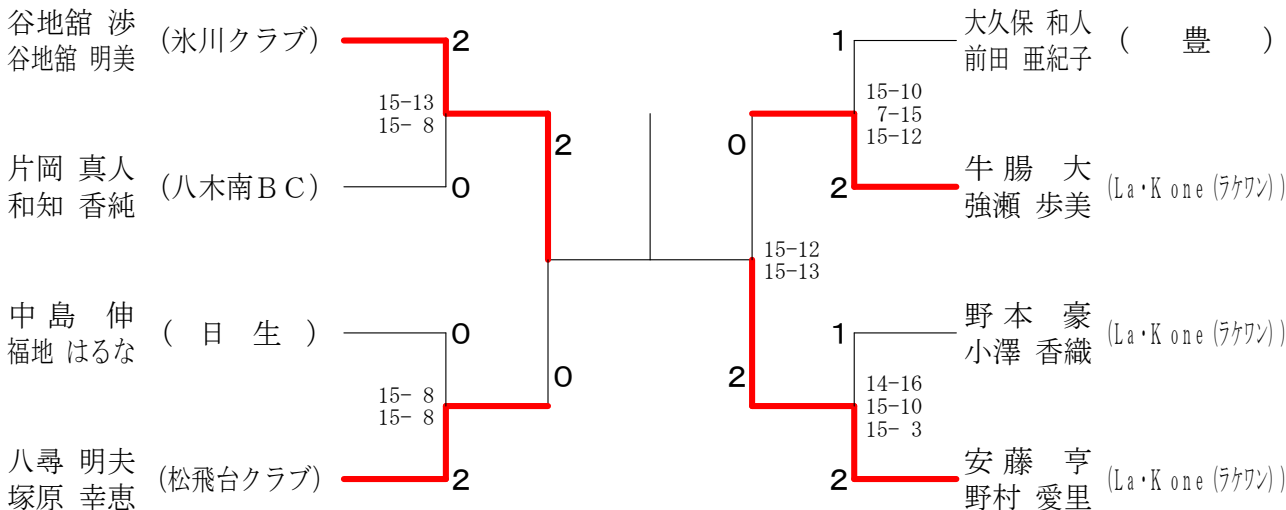 谷地舘 渉
谷地舘 明美
(氷川クラブ)
2
15-13
15- 8
片岡 真人
和知 香純
(八木南BC)
0
2
中島 伸
福地 はるな
( 日 生 )
0
15- 8
15- 8
八尋 明夫
塚原 幸恵
(松飛台クラブ)
2
0
大久保 和人
前田 亜紀子
( 豊 )
1
15-10
7-15
15-12
牛腸 大
強瀬 歩美
(La・Kone(ラケワン))
2
0
15-12
15-13
野本 豪
小澤 香織
(La・Kone(ラケワン))
1
14-16
15-10
15- 3
安藤 亨
野村 愛里
(La・Kone(ラケワン))
2
2